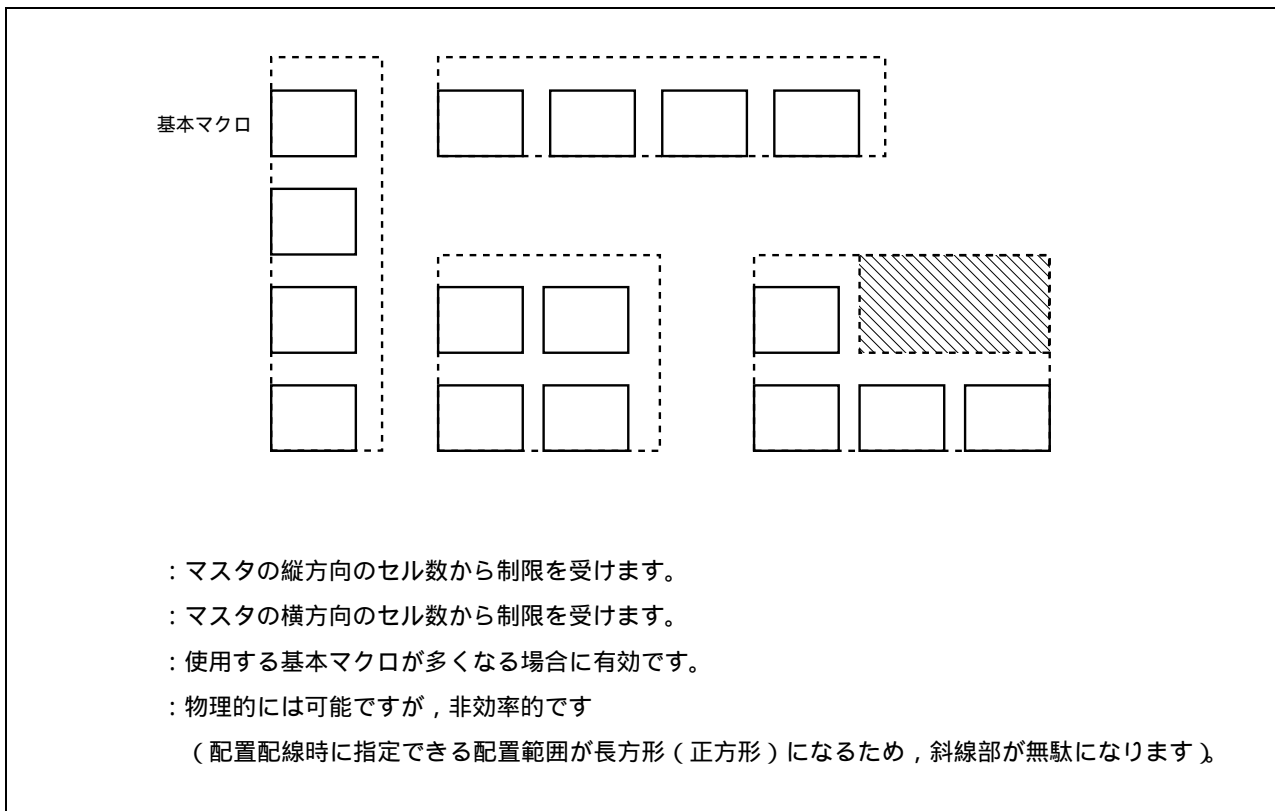 基本マクロ
：マスタの縦方向のセル数から制限を受けます。
：マスタの横方向のセル数から制限を受けます。
：使用する基本マクロが多くなる場合に有効です。
：物理的には可能ですが，非効率的です
（配置配線時に指定できる配置範囲が長方形（正方形）になるため，斜線部が無駄になります）。